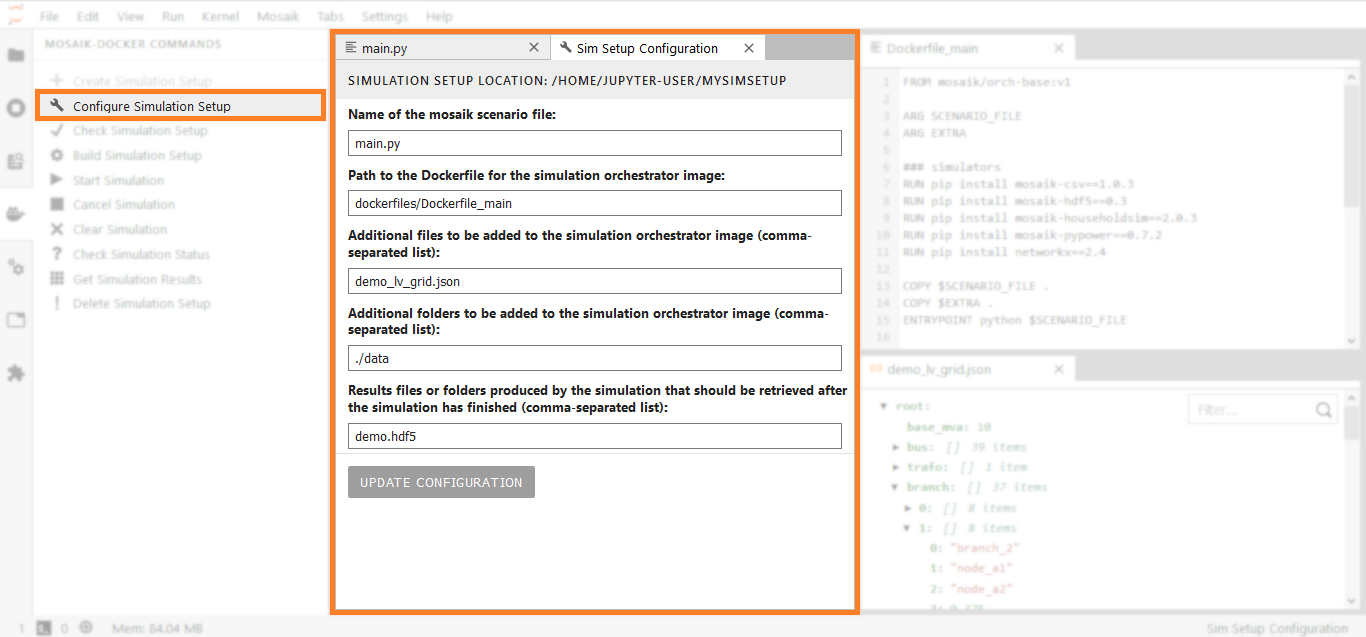 File Edit View Run Kernel Mosaik Tabs Settings Help
MOSAIK-DOCKER COMMANDS
Create Simulation Setup
Configure Simulation Setup
Check Simulation Setup
Build Simulation Setup
Start Simulation
Cancel Simulation
Clear Simulation
Check Simulation Status
Get Simulation Results
Delete Simulation Setup
main.py
Sim Setup Configuration
SIMULATION SETUP LOCATION: /HOME/JUPYTER-USER/MYSIMSETUP
Name of the mosaik scenario file:
main.py
Path to the Dockerfile for the simulation orchestrator image:
dockerfiles/Dockerfile_main
Additional files to be added to the simulation orchestrator image (comma-
separated list):
demo_lv_grid.json
Additional folders to be added to the simulation orchestrator image (comma-
separated list):
./data
Results files or folders produced by the simulation that should be retrieved after
the simulation has finished (comma-separated list):
demo.hdf5
UPDATE CONFIGURATION
Dockerfile_main
1 FROM mosaik/orch-base:v1
2
3 ARG SCENARIO_FILE
4 ARG EXTRA
5
6 ### simulators
7 RUN pip install mosaik-csv==1.0.3
8 RUN pip install mosaik-hdf5==0.3
9 RUN pip install mosaik-householdsim==2.0.3
10 RUN pip install mosaik-pypower==0.7.2
11 RUN pip install networkx==2.4
12
13 COPY $SCENARIO_FILE .
14 COPY $EXTRA .
15 ENTRYPOINT python $SCENARIO_FILE
16
demo_lv_grid.json
Filter...
root:
base_mva: 10
bus: [] 39 items
trafo: [] 1 item
branch: [] 37 items
0: [] 8 items
1: [] 8 items
0: "branch_2"
1: "node_a1"
2: "node_a2"
1 0 Mem: 84.04 MB
Sim Setup Configuration